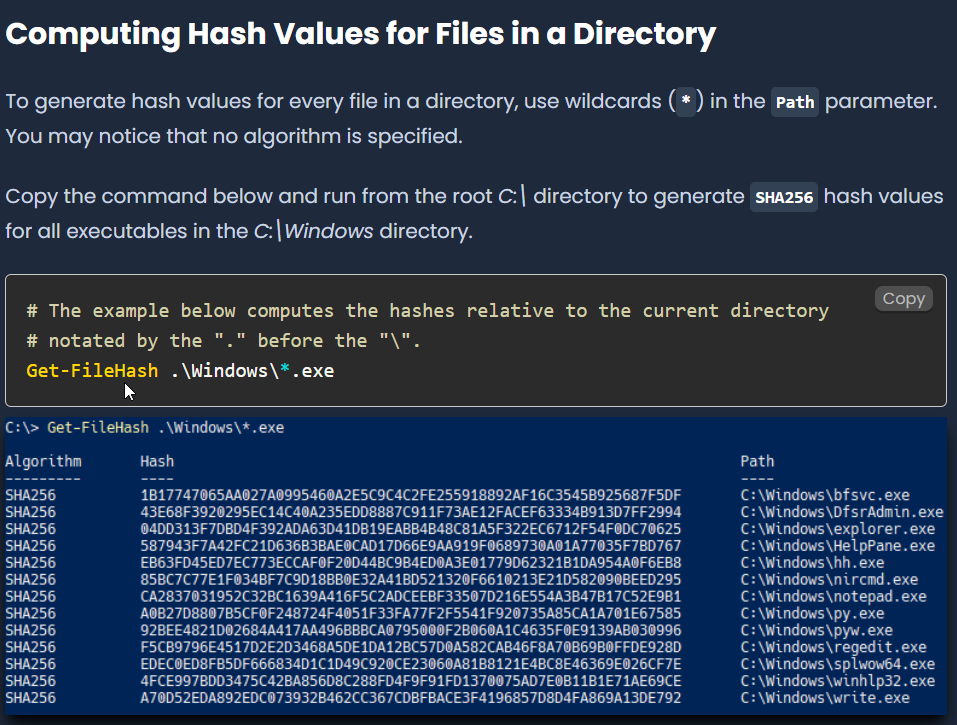 Computing Hash Values for Files in a Directory
To generate hash values for every file in a directory, use wildcards (*) in the Path parameter.
You may notice that no algorithm is specified.
Copy the command below and run from the root C:\ directory to generate SHA256 hash values
for all executables in the C:\Windows directory.
Copy
# The example below computes the hashes relative to the current directory
# notated by the "." before the "\".
Get-FileHash .\Windows\*.exe
C:\> Get-FileHash .\Windows\*.exe
Algorithm Hash Path
--------- ---- ----
SHA256 1B17747065AA027A0995460A2E5C9C4C2FE255918892AF16C3545B925687F5DF C:\Windows\bfsvc.exe
SHA256 43E68F3920295EC14C40A235EDD8887C911F73AE12FACEF63334B913D7FF2994 C:\Windows\DfsrAdmin.exe
SHA256 04DD313F7DBD4F392ADA63D41DB19EABB4B48C81A5F322EC6712F54F0DC70625 C:\Windows\explorer.exe
SHA256 587943F7A42FC21D636B3BAE0CAD17D66E9AA919F0689730A01A77035F7BD767 C:\Windows\HelpPane.exe
SHA256 EB63FD45ED7EC773ECCAF0F20D44BC9B4ED0A3E01779D62321B1DA954A0F6EB8 C:\Windows\hh.exe
SHA256 85BC7C77E1F034BF7C9D18BB0E32A41BD521320F6610213E21D582090BEED295 C:\Windows\nircmd.exe
SHA256 CA2837031952C32BC1639A416F5C2ADCEEBF33507D216E554A3B47B17C52E9B1 C:\Windows\notepad.exe
SHA256 A0B27D8807B5CF0F248724F4051F33FA77F2F5541F920735A85CA1A701E67585 C:\Windows\py.exe
SHA256 92BEE4821D02684A417AA496BBBCA0795000F2B060A1C4635F0E9139AB030996 C:\Windows\pyw.exe
SHA256 F5CB9796E4517D2E2D3468A5DE1DA12BC57D0A582CAB46F8A70B69B0FFDE928D C:\Windows\regedit.exe
SHA256 EDEC0ED8FB5DF666834D1C1D49C920CE23060A81B8121E4BC8E46369E026CF7E C:\Windows\splwow64.exe
SHA256 4FCE997BDD3475C42BA856D8C288FD4F9F91FD1370075AD7E0B11B1E71AE69CE C:\Windows\winhlp32.exe
SHA256 A70D52EDA892EDC073932B462CC367CDBFBACE3F4196857D8D4FA869A13DE792 C:\Windows\write.exe